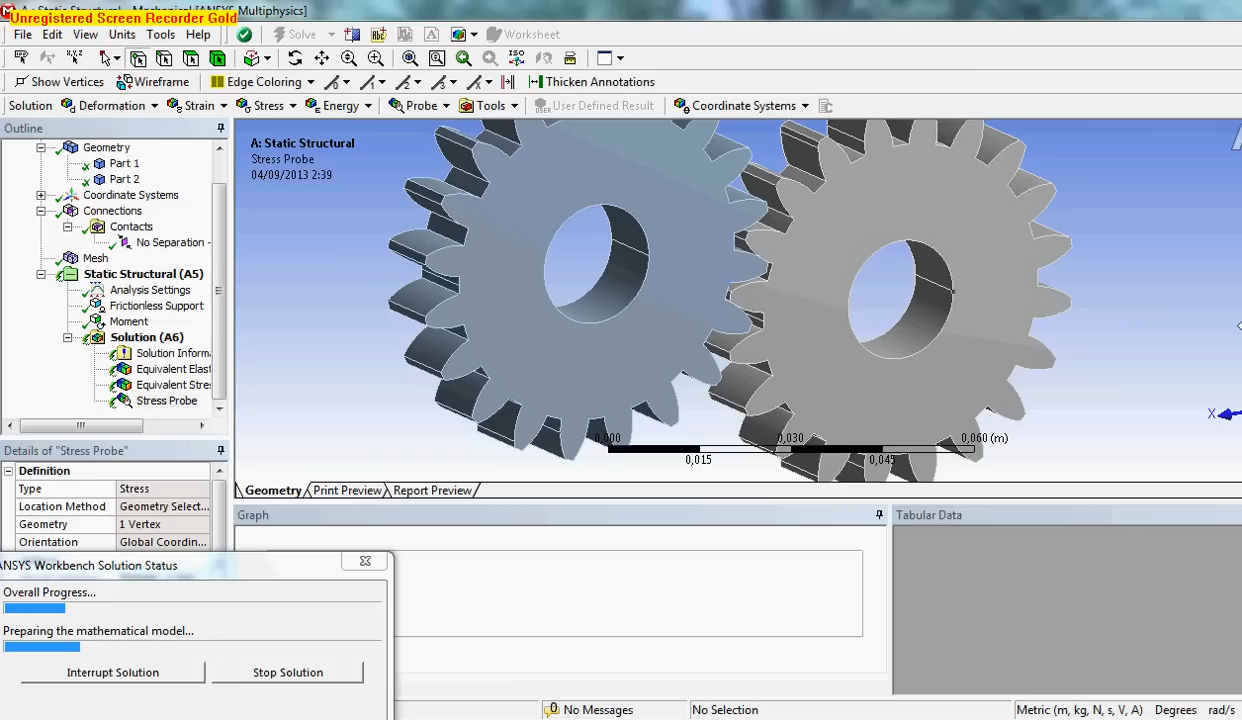 A : Static Structural - Mechanical [ANSYS Multiphysics]
Unregistered Screen Recorder Gold
File Edit View Units Tools Help Solve Worksheet
Show Vertices Wireframe Edge Coloring Thicken Annotations
Solution Deformation Strain Stress Energy Probe Tools User Defined Result Coordinate Systems
Outline
Geometry
Part 1
Part 2
Coordinate Systems
Connections
Contacts
No Separation -
Mesh
Static Structural (A5)
Analysis Settings
Frictionless Support
Moment
Solution (A6)
Solution Inform
Equivalent Elast
Equivalent Stres
Stress Probe
Details of "Stress Probe"
Definition
Type Stress
Location Method Geometry Select...
Geometry 1 Vertex
Orientation Global Coordin...
A: Static Structural
Stress Probe
04/09/2013 2:39
0,000 0,030 0,060 (m)
0,015 0,045
X
Geometry Print Preview Report Preview
Graph
Tabular Data
ANSYS Workbench Solution Status
Overall Progress...
Preparing the mathematical model...
Interrupt Solution Stop Solution
0 No Messages No Selection Metric (m, kg, N, s, V, A) Degrees rad/s